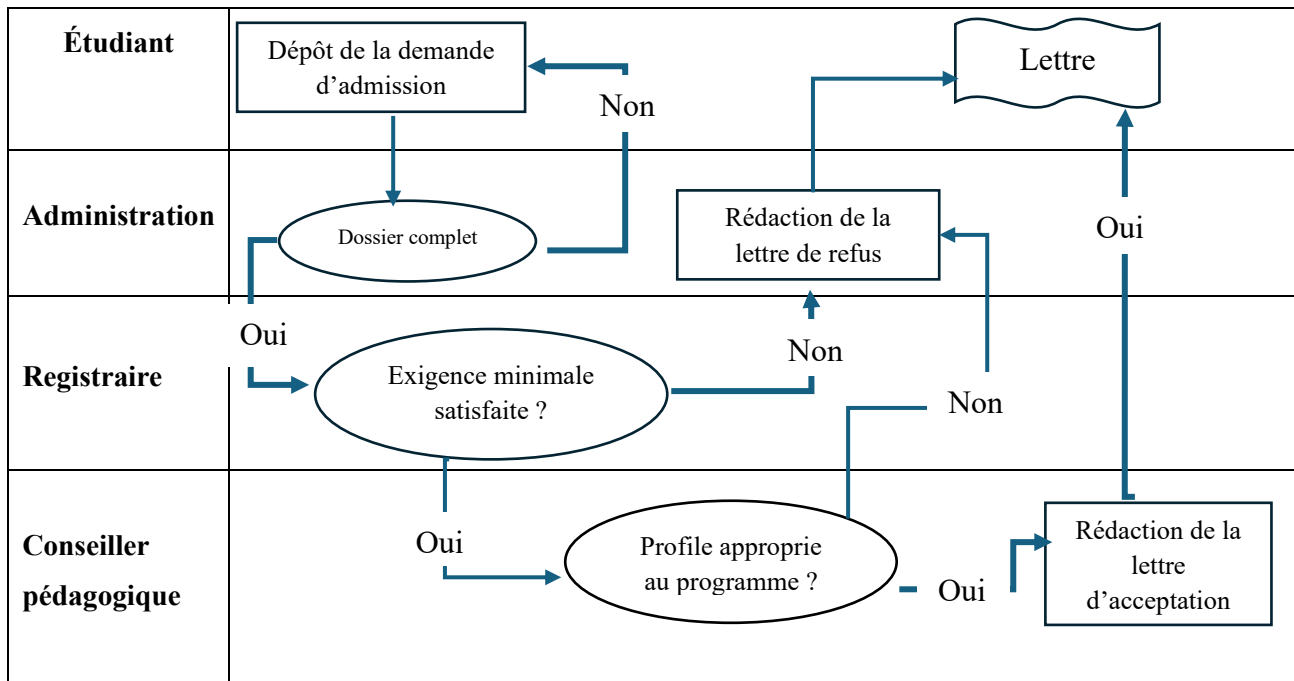 Étudiant
Dépôt de la demande
d’admission
Non
Lettre
Administration
Dossier complet
Rédaction de la
lettre de refus
Oui
Registraire
Oui
Exigence minimale
satisfaite ?
Non
Non
Conseiller
pédagogique
Oui
Profile approprie
au programme ?
Oui
Rédaction de la
lettre
d’acceptation